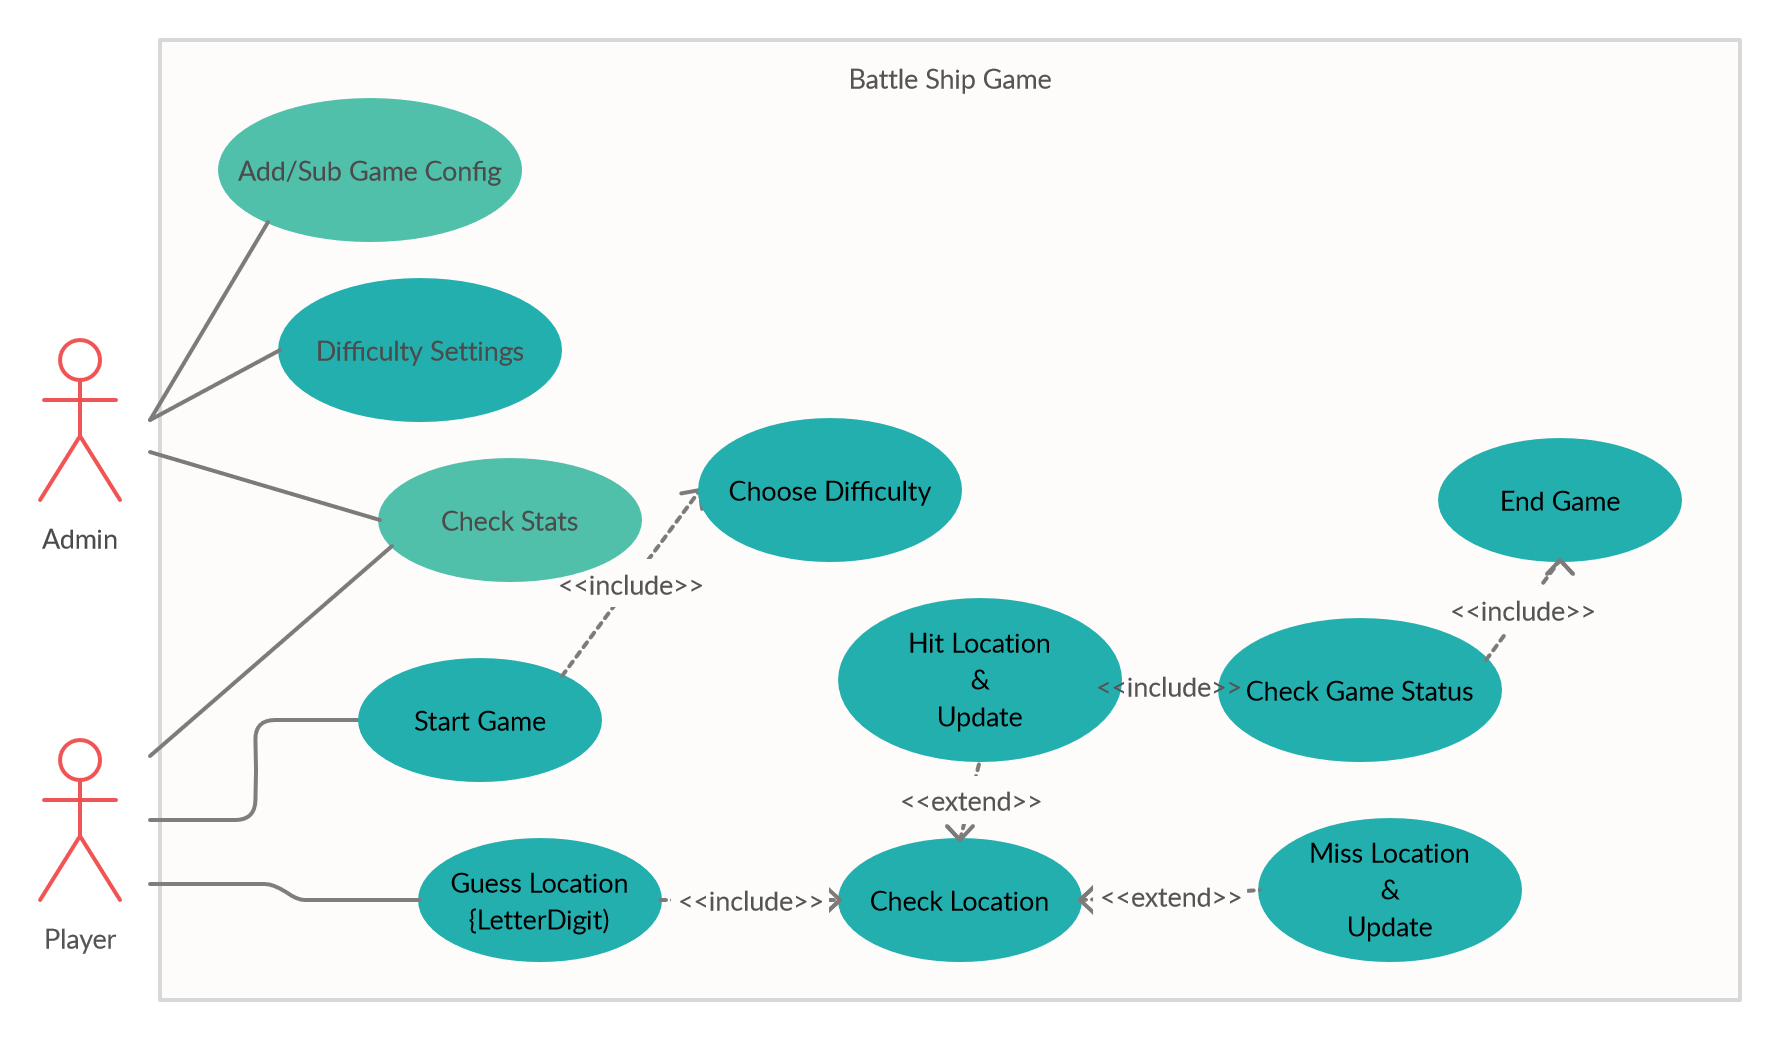 Battle Ship Game
Add/Sub Game Config
Difficulty Settings
Admin
Check Stats
Choose Difficulty
End Game
<<include>>
<<include>>
Hit Location
&
Update
<<include>>
Check Game Status
Start Game
<<extend>>
Player
Guess Location
{LetterDigit)
<<include>>
Check Location
<<extend>>
Miss Location
&
Update